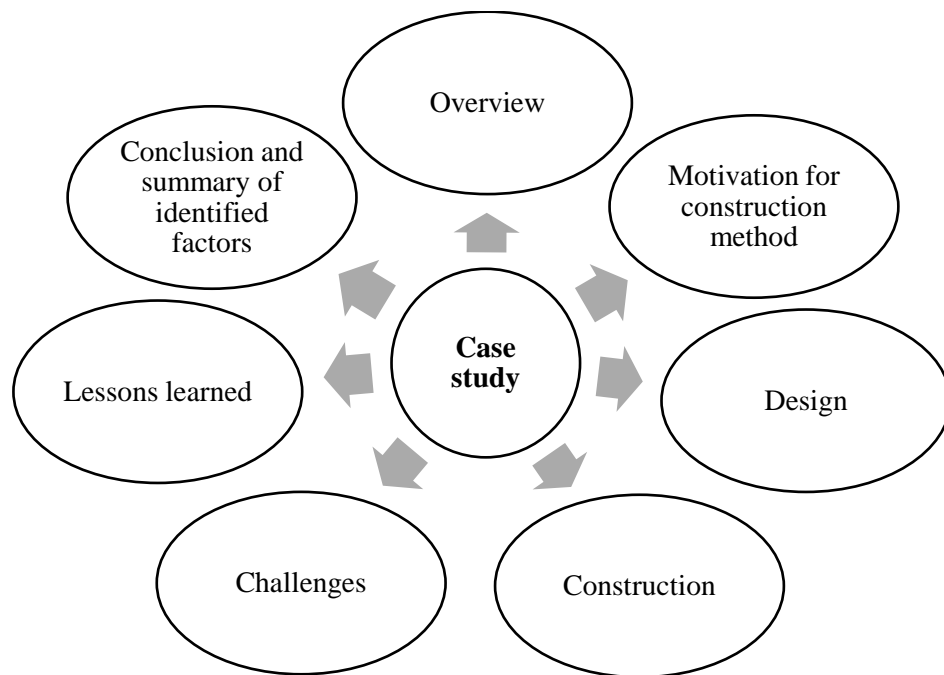 Overview
Motivation for
construction
method
Design
Construction
Challenges
Lessons learned
Conclusion and
summary of
identified
factors
Case
study